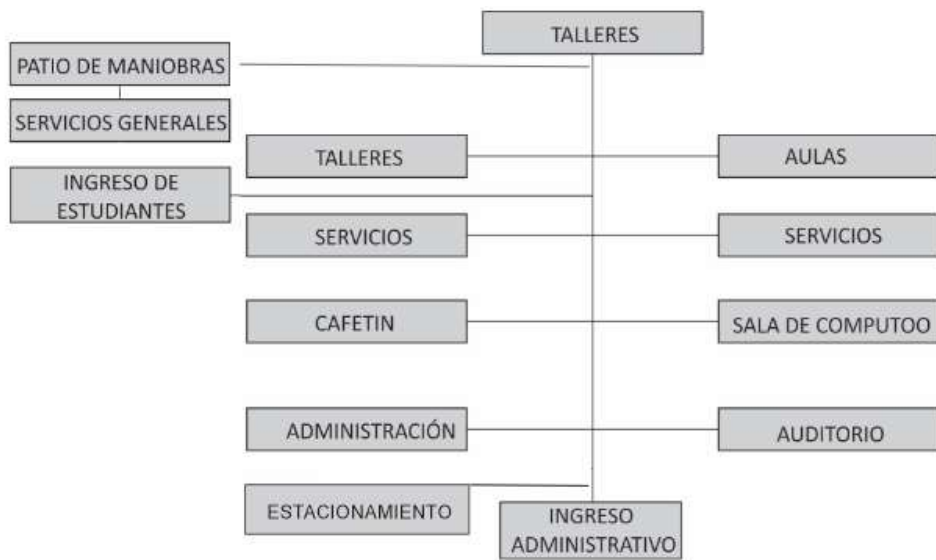 TALLERES
PATIO DE MANIOBRAS
SERVICIOS GENERALES
TALLERES
AULAS
INGRESO DE
ESTUDIANTES
SERVICIOS
SERVICIOS
CAFETIN
SALA DE COMPUTOO
ADMINISTRACIÓN
AUDITORIO
ESTACIONAMIENTO
INGRESO
ADMINISTRATIVO